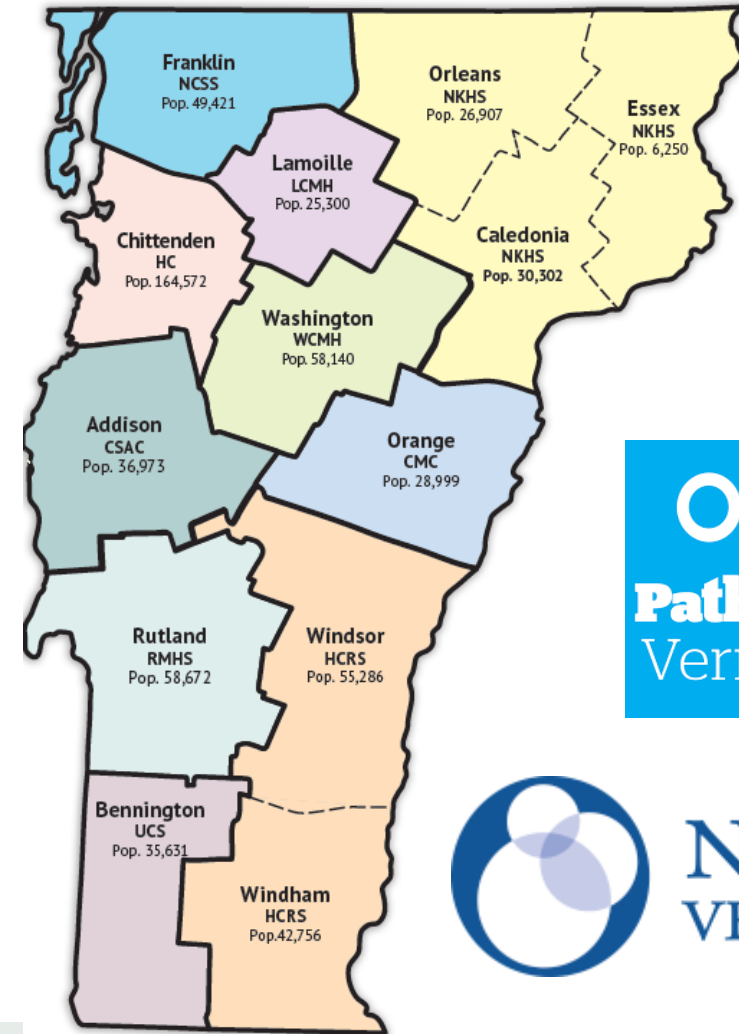 Franklin
NCSS
Pop. 49,421
Orleans
NKHS
Pop. 26,907
Essex
NKHS
Pop. 6,250
Lamoille
LCMH
Pop. 25,300
Chittenden
HC
Pop. 164,572
Caledonia
NKHS
Pop. 30,302
Washington
WCMH
Pop. 58,140
Addison
CSAC
Pop. 36,973
Orange
CMC
Pop. 28,999
Rutland
RMHS
Pop. 58,672
Windsor
HCRS
Pop. 55,286
Bennington
UCS
Pop. 35,631
Windham
HCRS
Pop.42,756